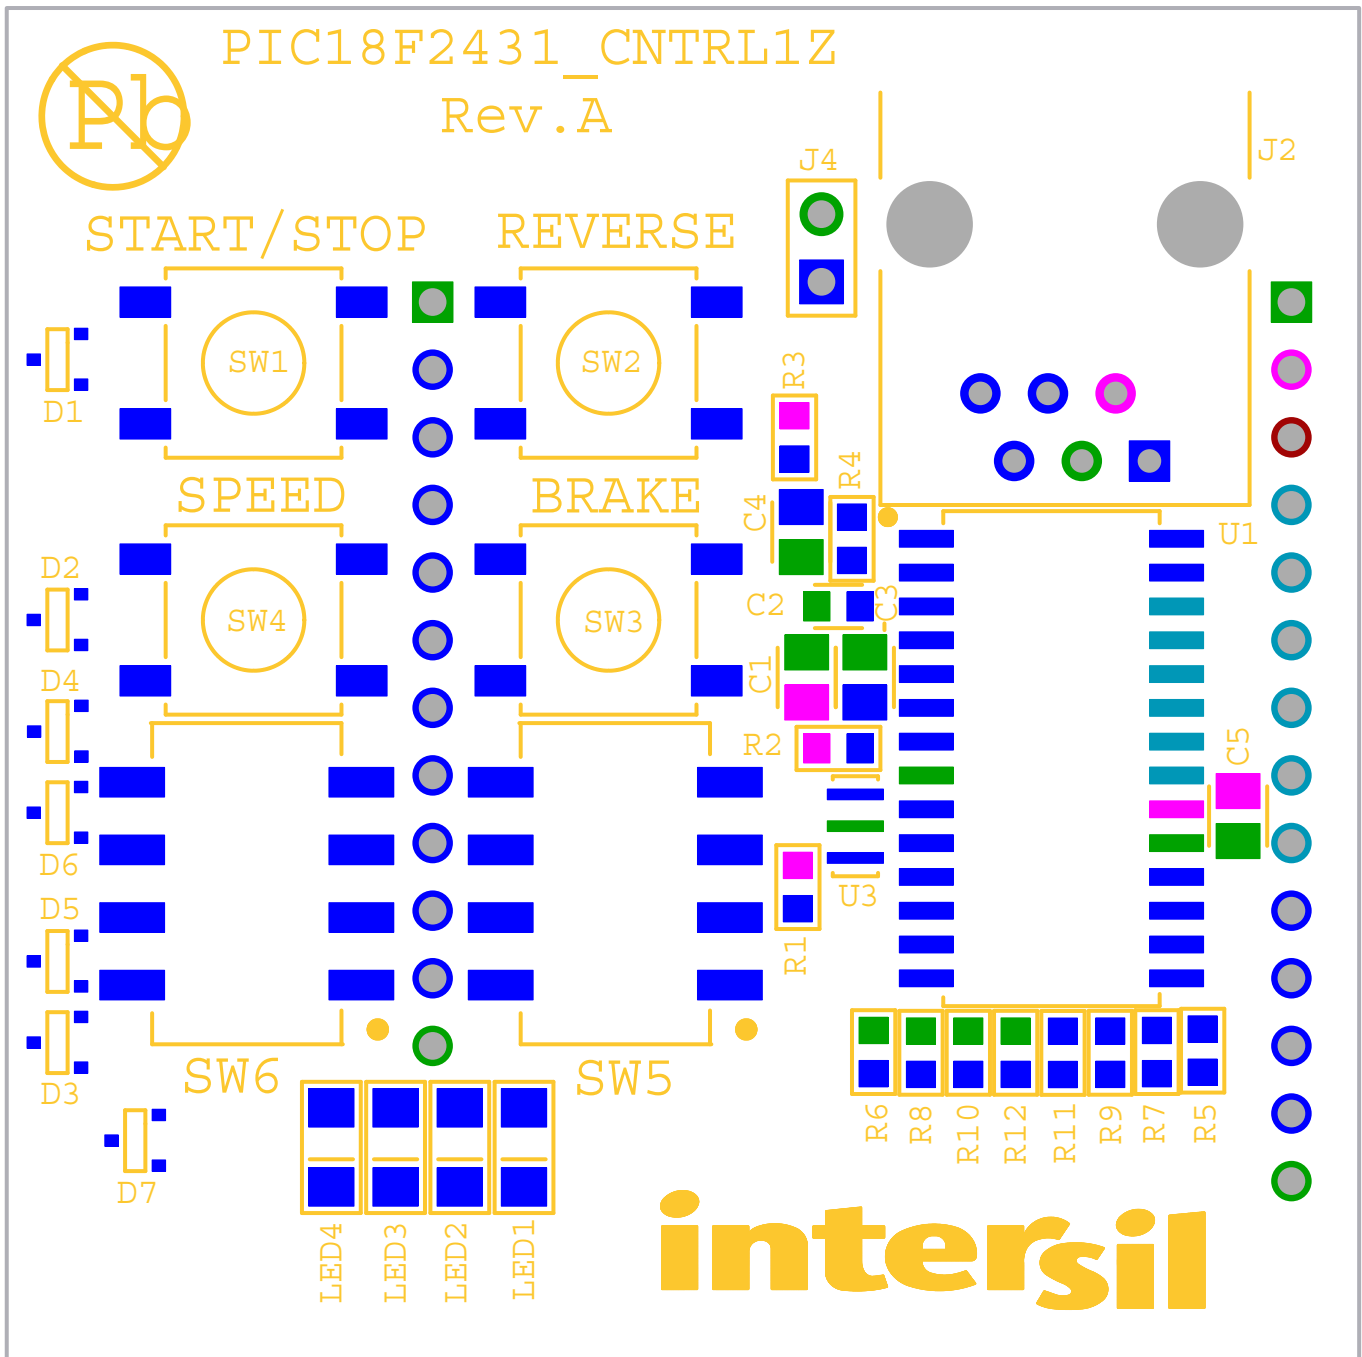 PIC18F2431_CNTRL1Z
Pb
Rev.A
J4
J2
START/STOP
REVERSE
SW1
SW2
R3
D1
SPEED
BRAKE
R4
C4
U1
D2
C2
C3
SW4
SW3
D4
C1
R2
C5
D6
U3
D5
R1
SW6
SW5
D3
R6
R8
R10
R12
R11
R9
R7
R5
D7
LED4
LED3
LED2
LED1
intersil